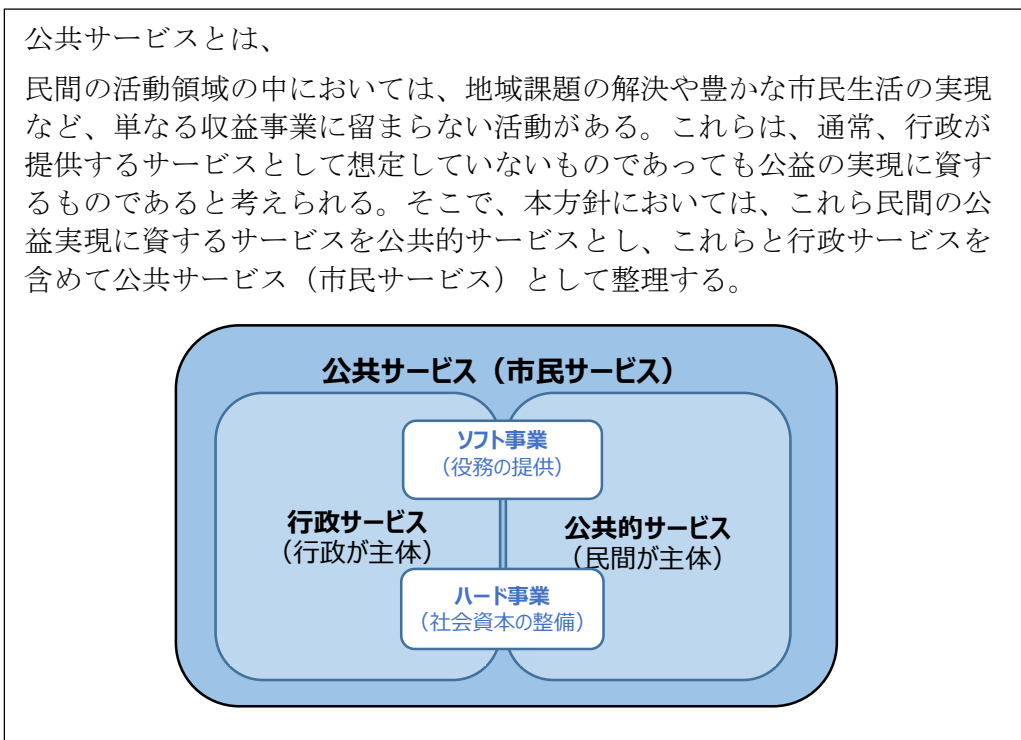 公共サービスとは、
民間の活動領域の中においては、地域課題の解決や豊かな市民生活の実現
など、単なる収益事業に留まらない活動がある。これらは、通常、行政が
提供するサービスとして想定していないものであっても公益の実現に資す
るものであると考えられる。そこで、本方針においては、これら民間の公
益実現に資するサービスを公共的サービスとし、これらと行政サービスを
含めて公共サービス（市民サービス）として整理する。
公共サービス（市民サービス）
ソフト事業
（役務の提供）
行政サービス
（行政が主体）
公共的サービス
（民間が主体）
ハード事業
（社会資本の整備）